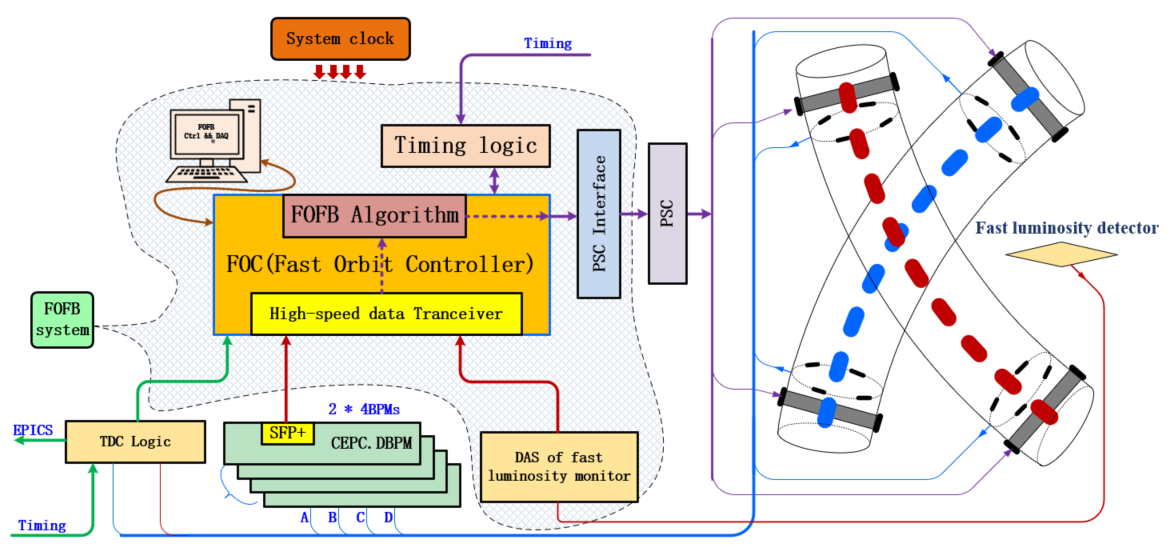 System clock
Timing
FOFB
Ctrl && DAQ
Timing logic
FOFB Algorithm
FOC(Fast Orbit Controller)
High-speed data Tranceiver
PSC Interface
PSC
Fast luminosity detector
FOFB
system
2 * 4BPMs
EPICS
TDC Logic
SFP+
CEPC.DBPM
DAS of fast
luminosity monitor
A B C D
Timing